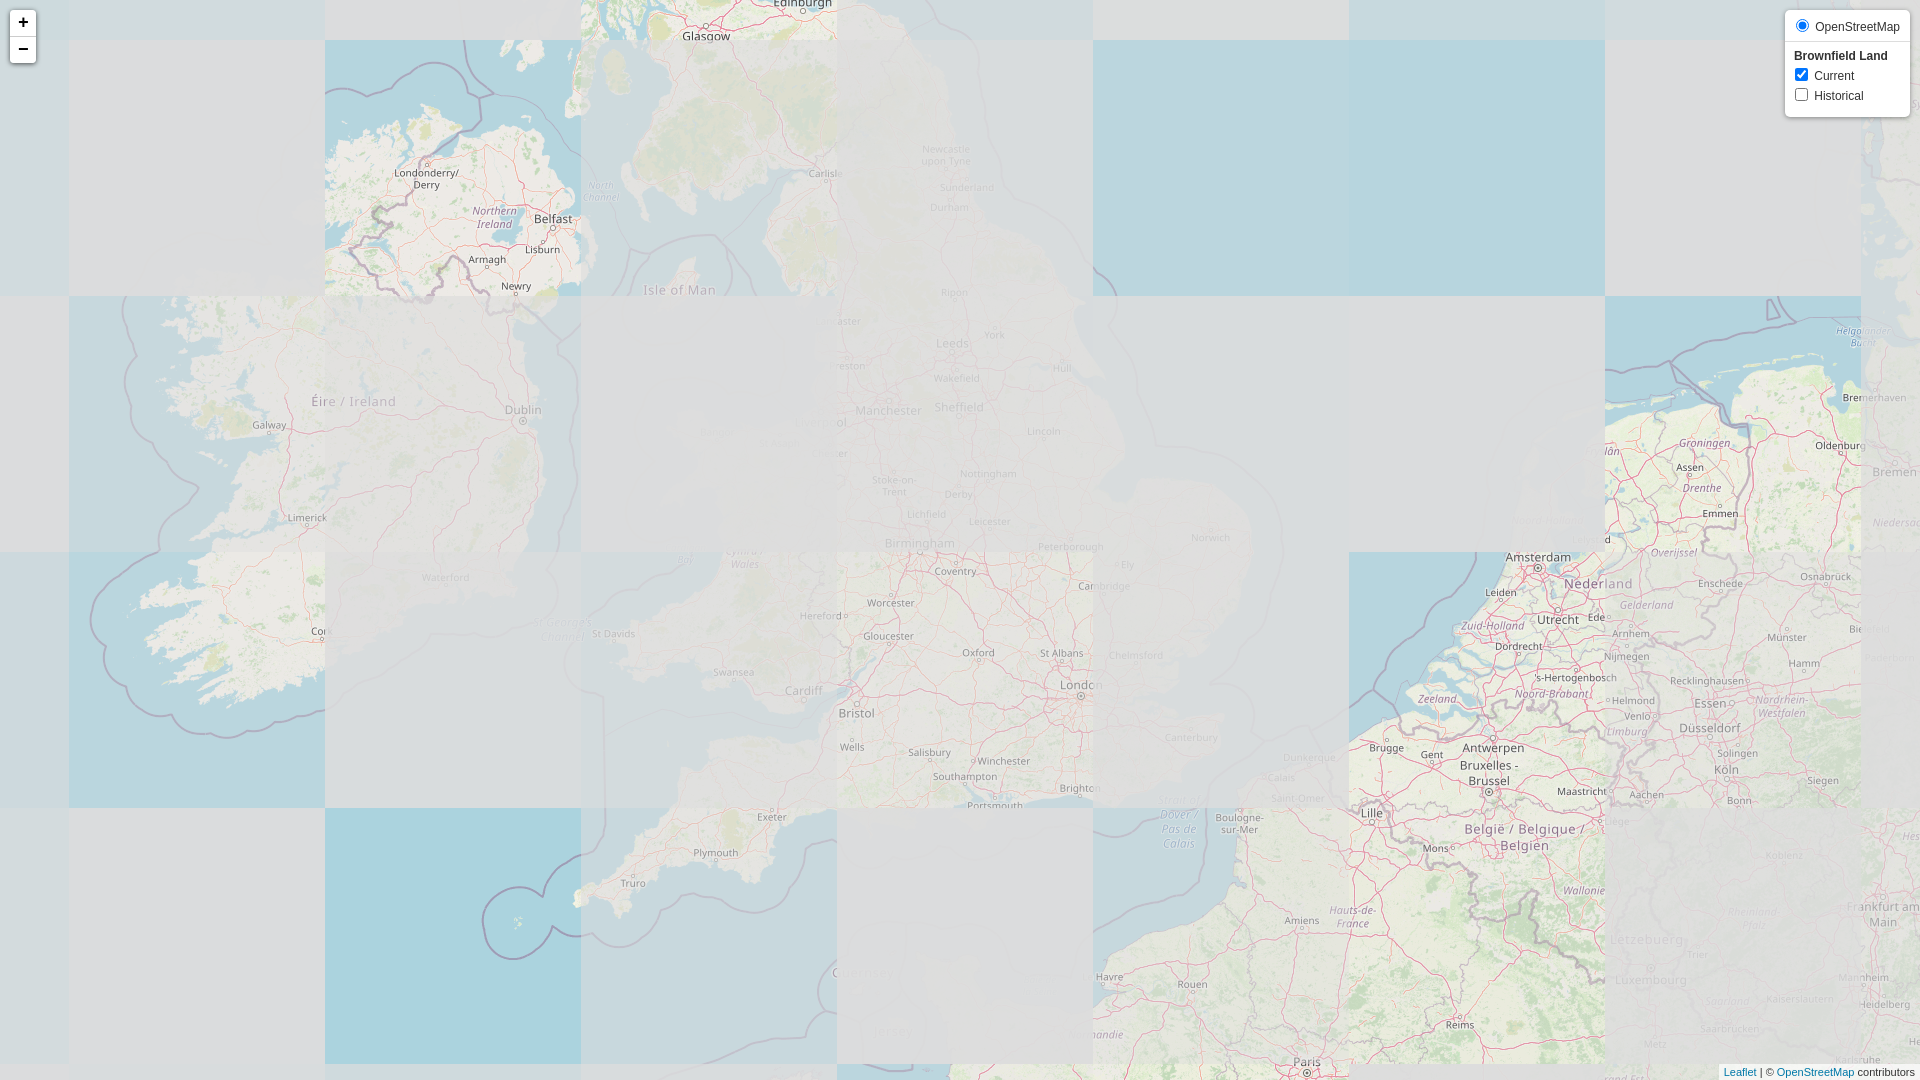 +
−
OpenStreetMap
Brownfield Land
Current
Historical
Edinburgh
Glasgow
Londonderry/
Derry
Northern
Ireland
Belfast
Lisburn
Armagh
Newry
North
Channel
Carlisle
Newcastle
upon Tyne
Sunderland
Durham
Isle of Man
Ripon
York
Leeds
Hull
Wakefield
Manchester
Sheffield
Lincoln
Éire / Ireland
Dublin
Galway
Limerick
Waterford
Nottingham
Stoke-on-
Trent
Derby
Lichfield
Leicester
Birmingham
Peterborough
Norwich
Ely
Coventry
Cambridge
Cymru /
Wales
Worcester
Hereford
St Davids
Gloucester
Oxford
St Albans
Chelmsford
Swansea
Cardiff
London
Bristol
Wells
Salisbury
Winchester
Southampton
Portsmouth
Brighton
Canterbury
Dunkerque
Calais
Saint-Omer
Exeter
Plymouth
Truro
Dover /
Pas de
Calais
Boulogne-
sur-Mer
Helgoländer
Bucht
Bremerhaven
Groningen
Oldenburg
Assen
Drenthe
Bremen
Emmen
Niedersac
Overijssel
Amsterdam
Nederland
Enschede
Osnabrück
Leiden
Utrecht
Ede
Gelderland
Zuid-Holland
Arnhem
Münster
Dordrecht
Nijmegen
Hamm
's-Hertogenbosch
Recklinghausen
Zeeland
Noord-Brabant
Helmond
Essen
Nordrhein-
Westfalen
Venlo
Düsseldorf
Limburg
Brugge
Gent
Antwerpen
Solingen
Bruxelles -
Brussel
Köln
Siegen
Maastricht
Aachen
Bonn
Lille
Liège
België / Belgique /
Belgien
Mons
Koblenz
Wallonie
Hauts-de-
France
Amiens
Frankfurt am
Main
Lëtzebuerg
Trier
Luxembourg
Havre
Rouen
Mannheim
Kaiserslautern
Heidelberg
Saarbrücken
Reims
Metz
Karlsruhe
Paris
Leaflet | © OpenStreetMap contributors